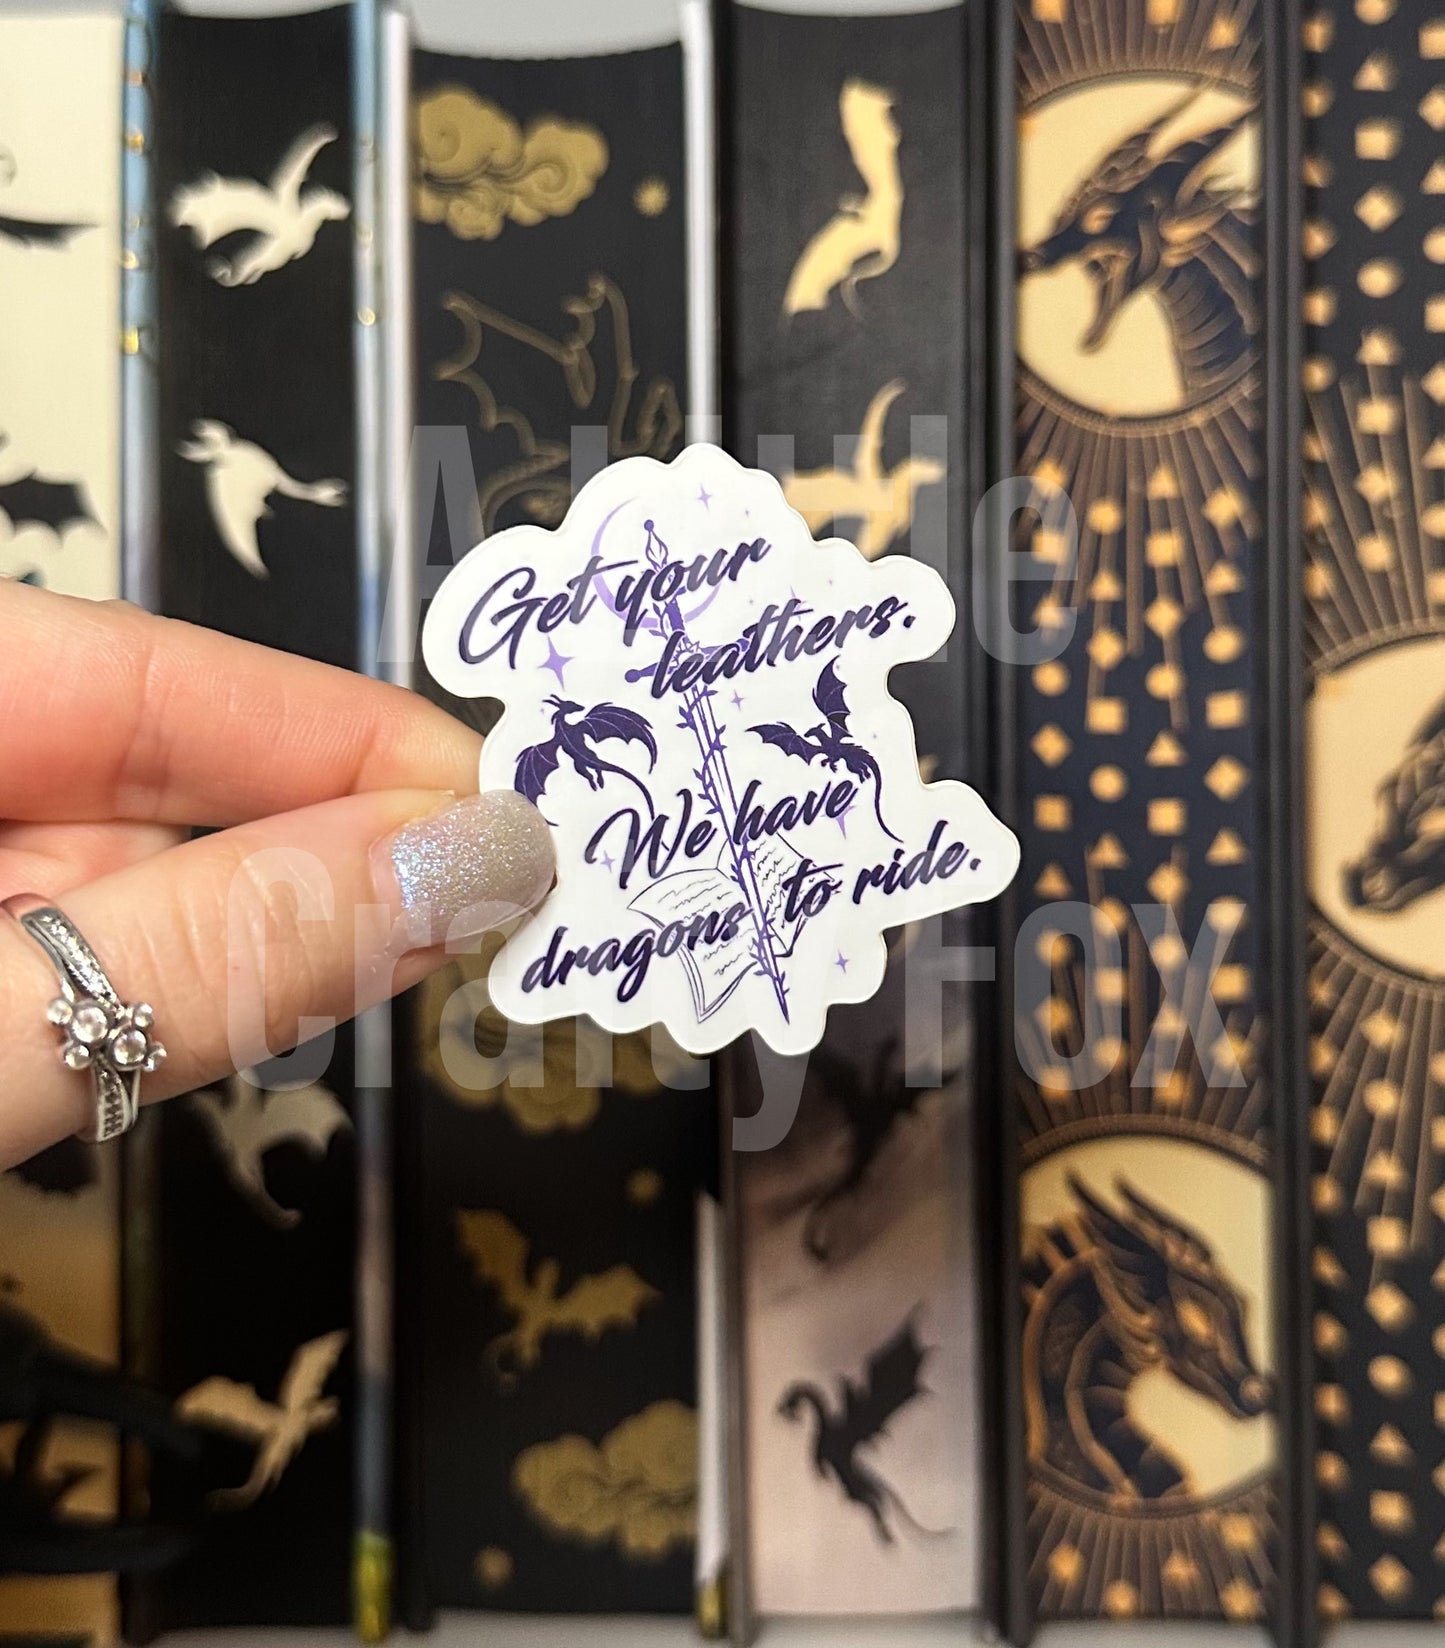 A Little
Get your
leathers.
We have
dragons to ride.
Crafty Fox